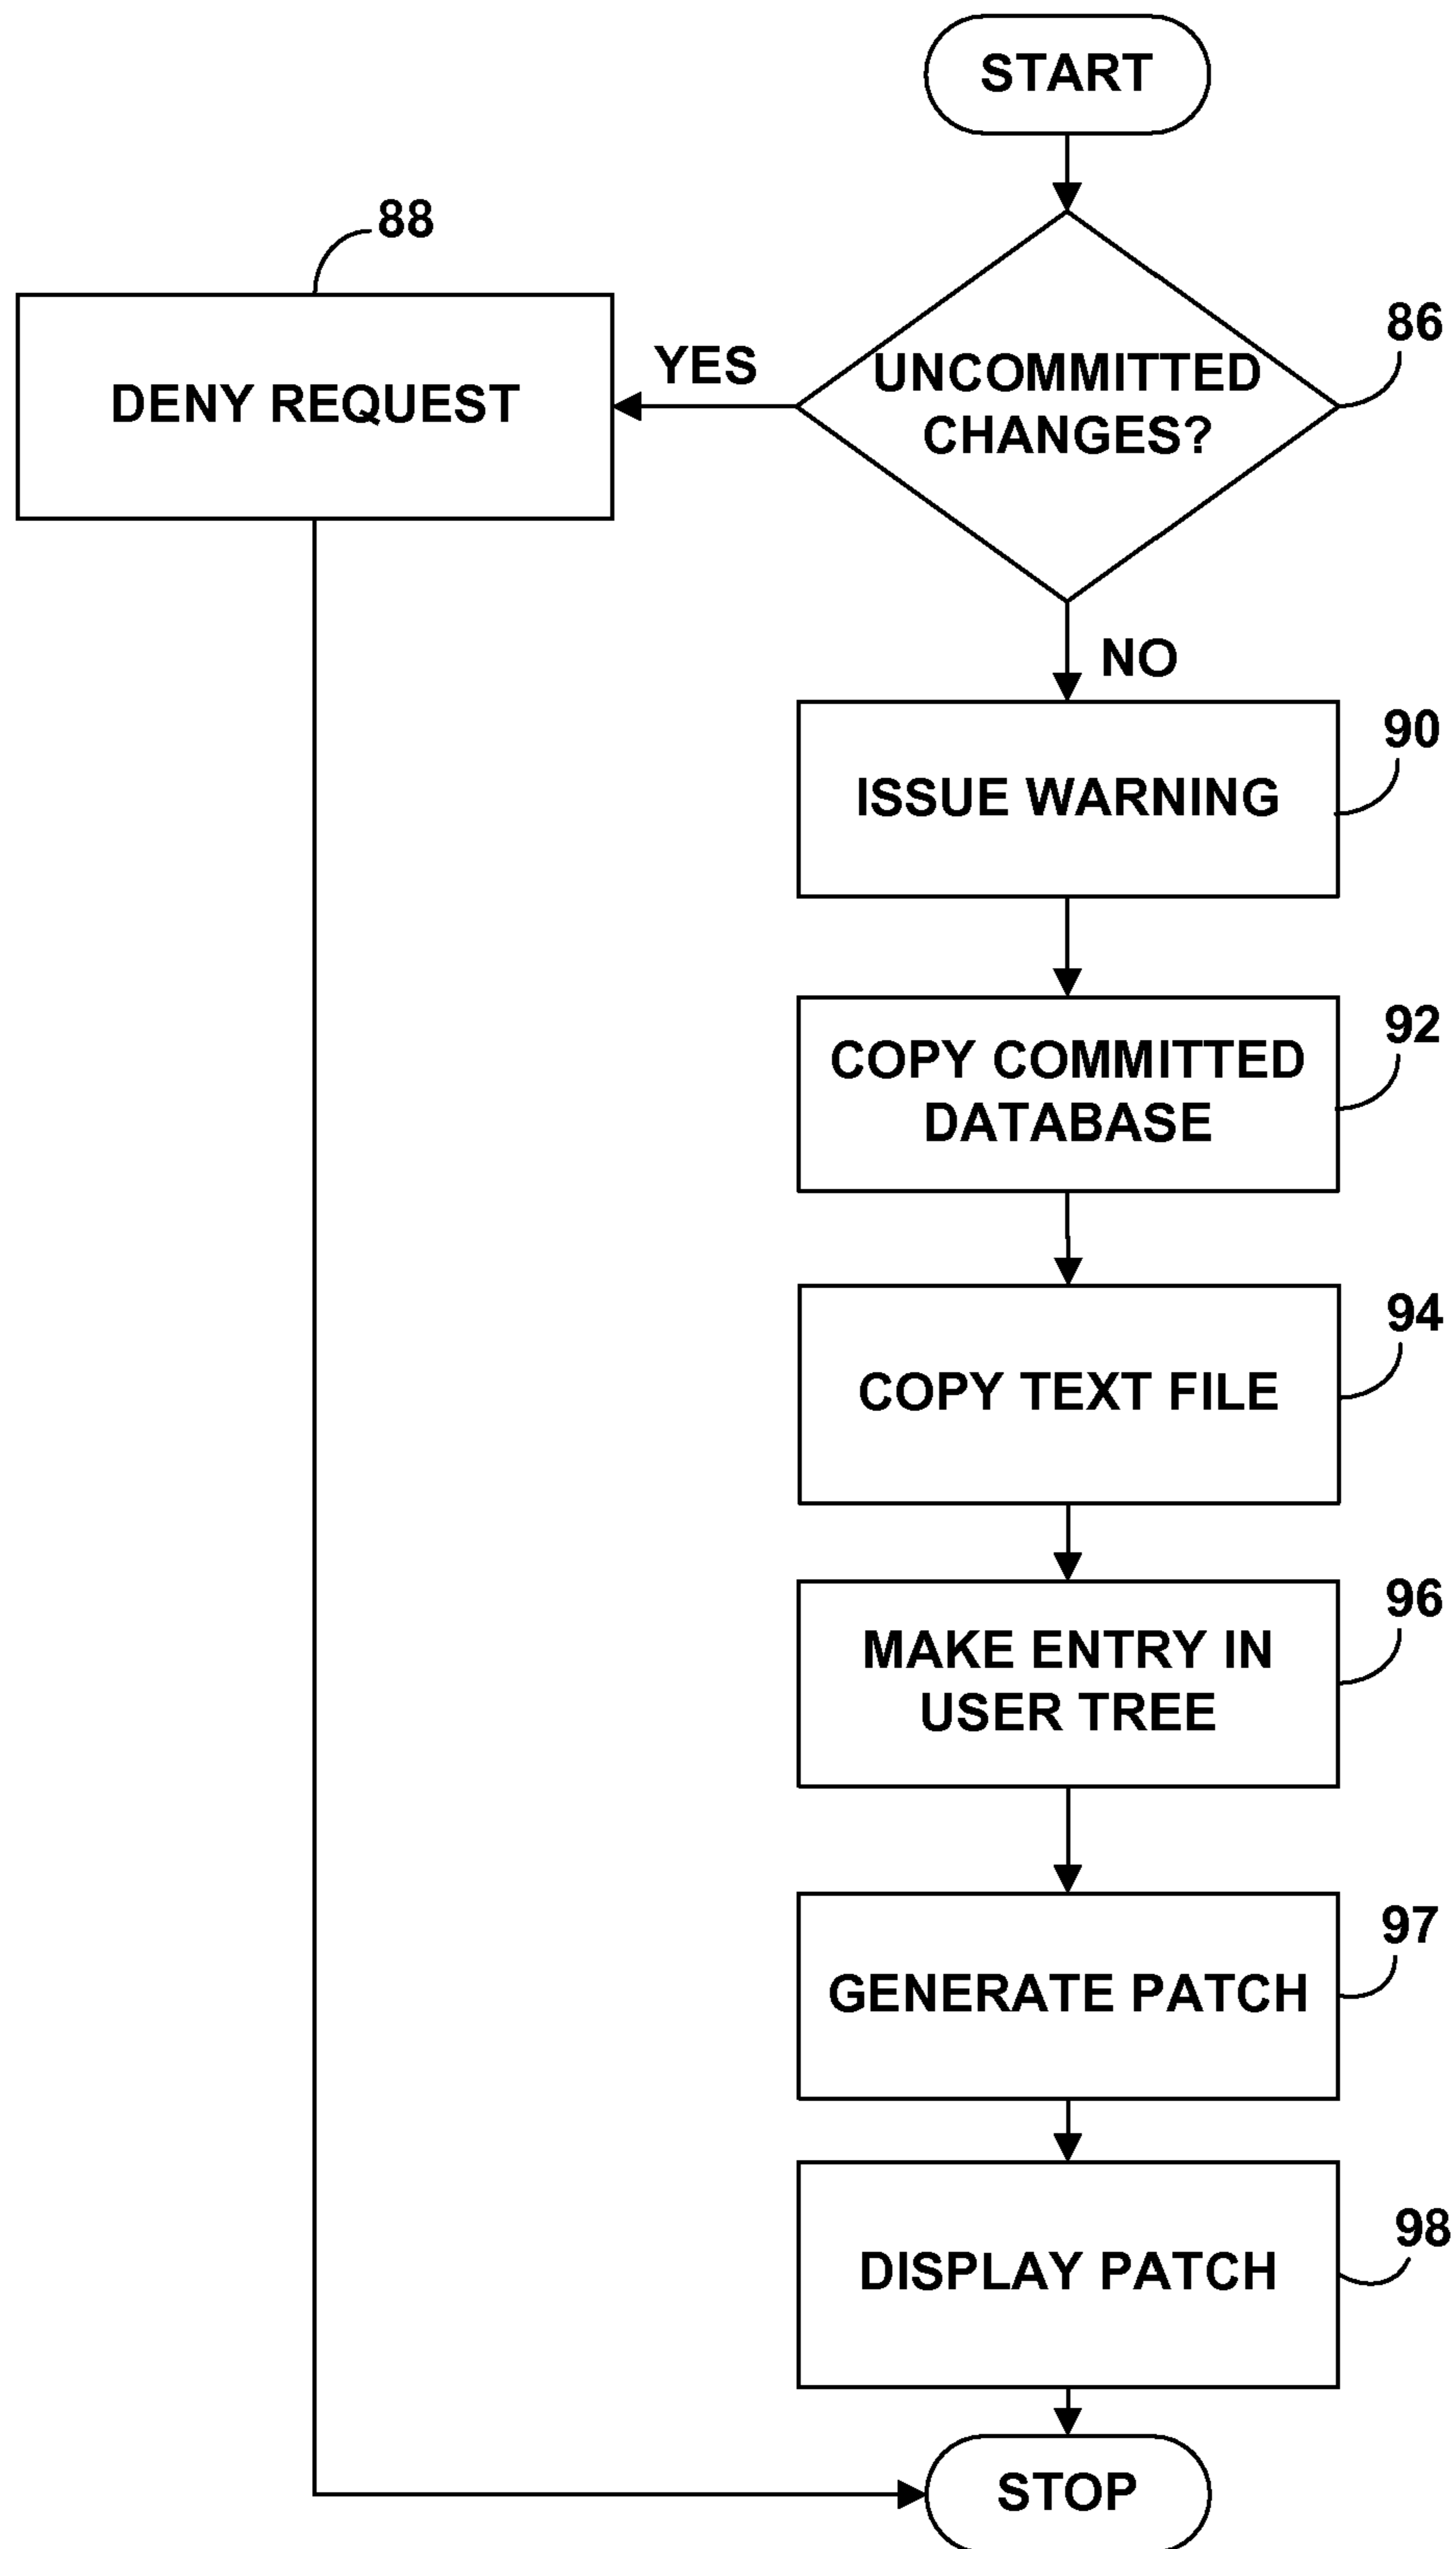 START
88
86
UNCOMMITTED
CHANGES?
YES
DENY REQUEST
NO
90
ISSUE WARNING
92
COPY COMMITTED
DATABASE
94
COPY TEXT FILE
96
MAKE ENTRY IN
USER TREE
97
GENERATE PATCH
98
DISPLAY PATCH
STOP